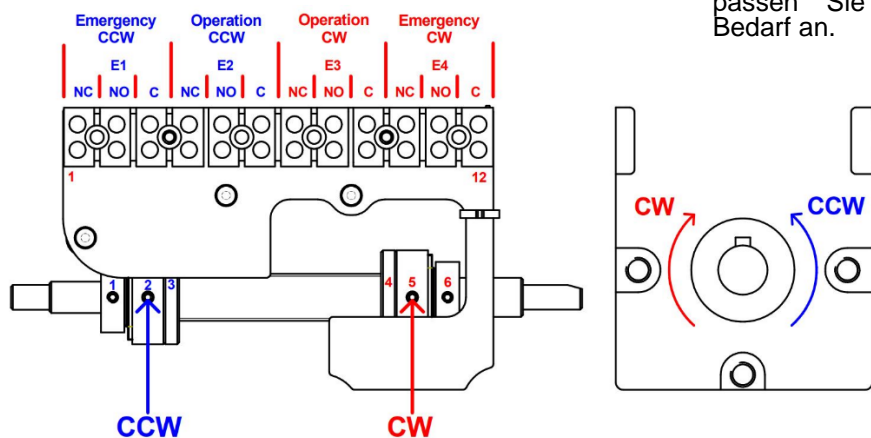 passen Sie
Bedarf an.
Emergency CCW
Operation CCW
Operation CW
Emergency CW
E1 E2 E3 E4
NC NO C NC NO C NC NO C NC NO C
1 12
CW CCW
1 2 3 4 5 6
CCW CW